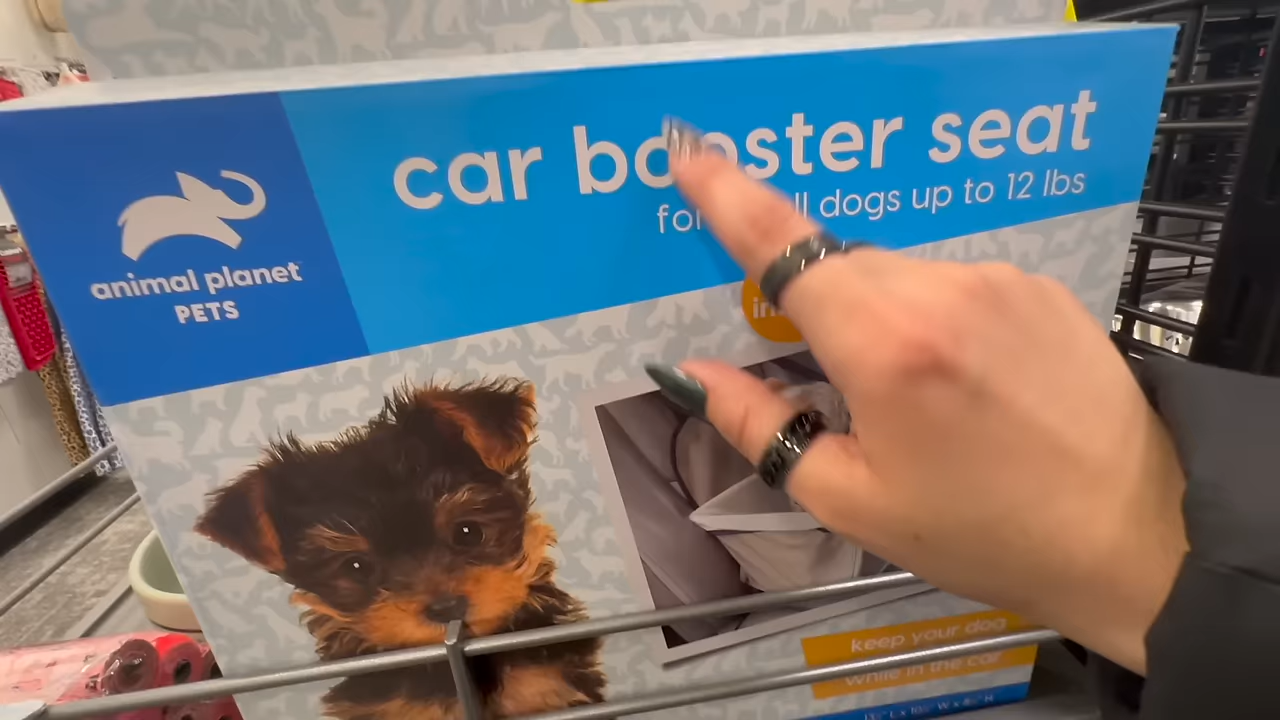 car booster seat
dogs up to 12 lbs
animal planet
PETS
keep your dog
while in the car